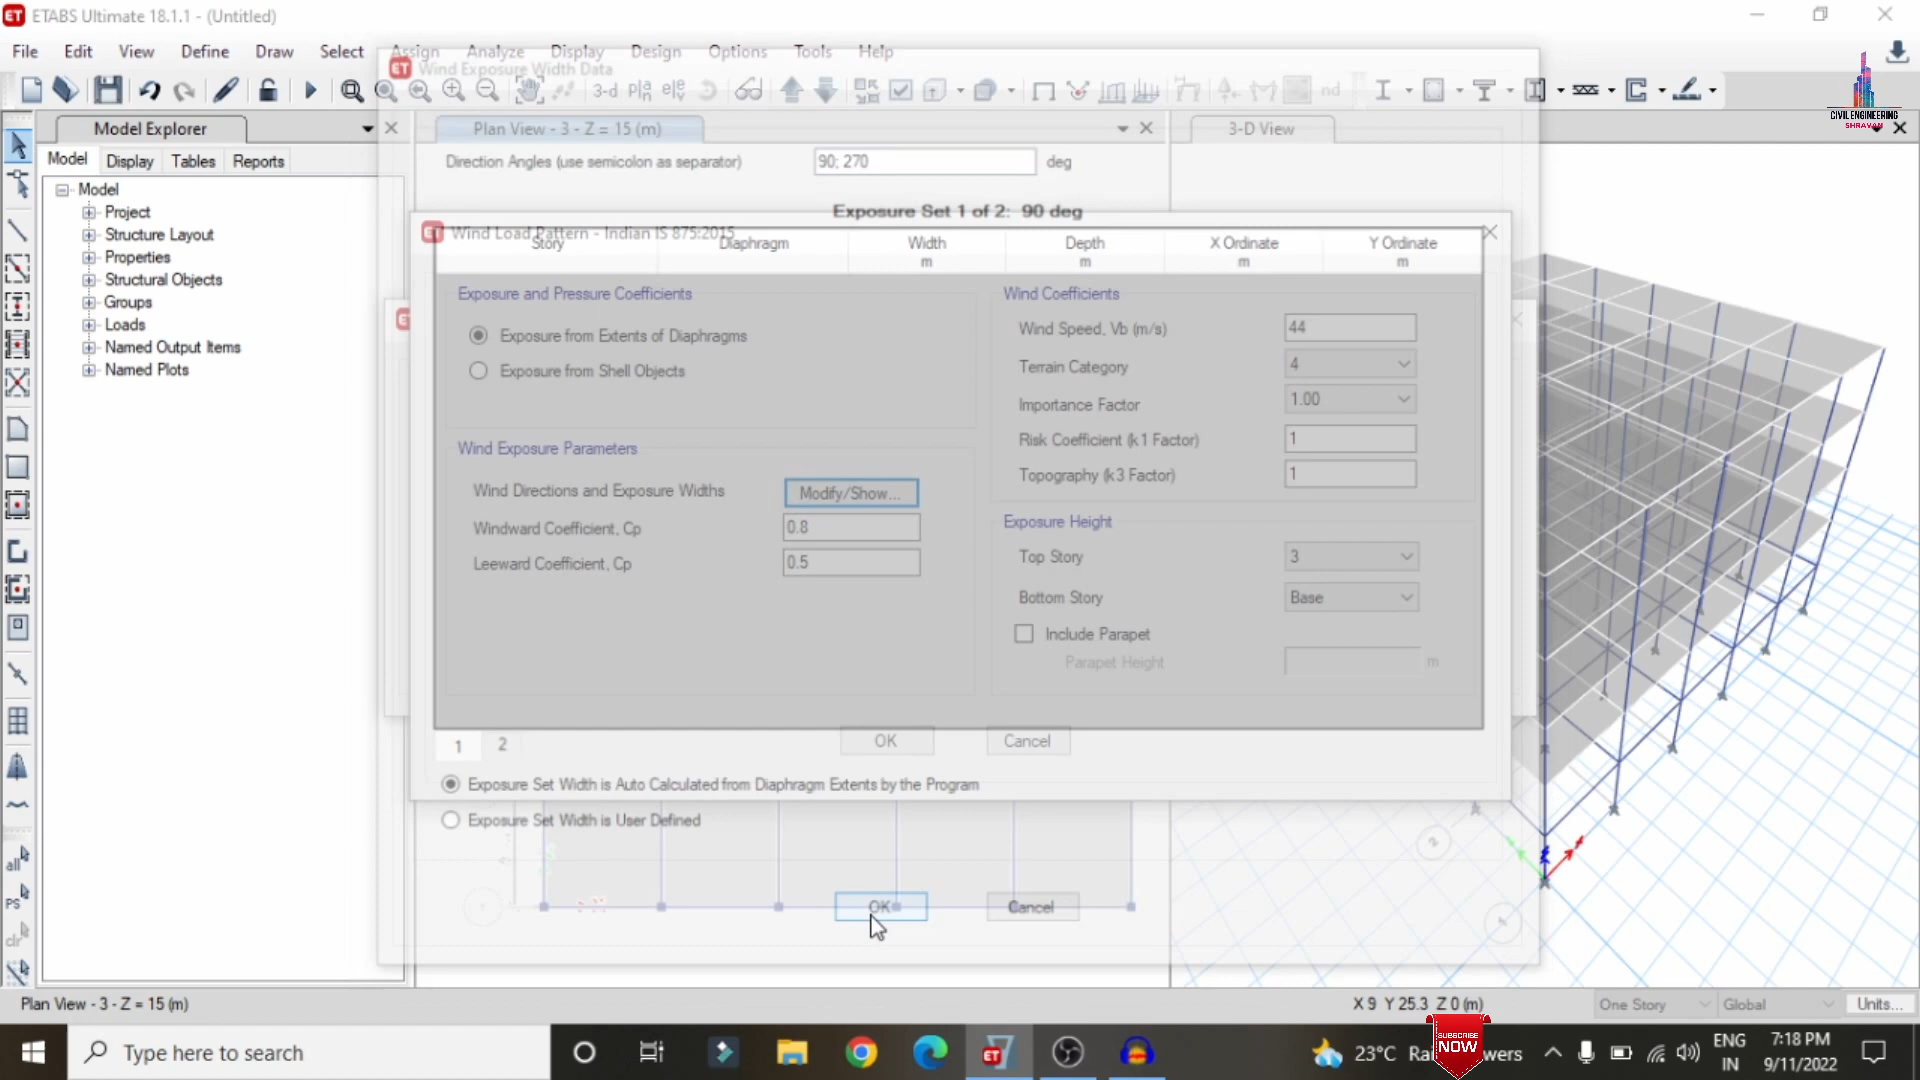 ETABS Ultimate 18.1.1 - (Untitled)
File Edit View Define Draw Select Assign Analyze Display Design Options Tools Help
Wind Exposure Width Data
3-d pla ele nd
CIVIL ENGINEERING
SHRAVAN
Model Explorer
Plan View - 3 - Z = 15 (m)
3-D View
Model Display Tables Reports
Direction Angles (use semicolon as separator) 90; 270 deg
Model
Project
Structure Layout
Properties
Structural Objects
Groups
Loads
Named Output Items
Named Plots
Exposure Set 1 of 2: 90 deg
Wind Load Pattern - Indian IS 875:2015
Story Diaphragm Width Depth X Ordinate Y Ordinate
m m m m
Exposure and Pressure Coefficients
Exposure from Extents of Diaphragms
Exposure from Shell Objects
Wind Exposure Parameters
Wind Directions and Exposure Widths Modify/Show...
Windward Coefficient, Cp 0.8
Leeward Coefficient, Cp 0.5
Wind Coefficients
Wind Speed, Vb (m/s) 44
Terrain Category 4
Importance Factor 1.00
Risk Coefficient (k1 Factor) 1
Topography (k3 Factor) 1
Exposure Height
Top Story 3
Bottom Story Base
Include Parapet
Parapet Height m
OK Cancel
1 2
Exposure Set Width is Auto Calculated from Diaphragm Extents by the Program
Exposure Set Width is User Defined
OK Cancel
all
PS
clr
Plan View - 3 - Z = 15 (m)
X 9 Y 25.3 Z 0 (m)
One Story Global Units...
Type here to search
23°C
SUBSCRIBE
NOW
ENG
IN
7:18 PM
9/11/2022